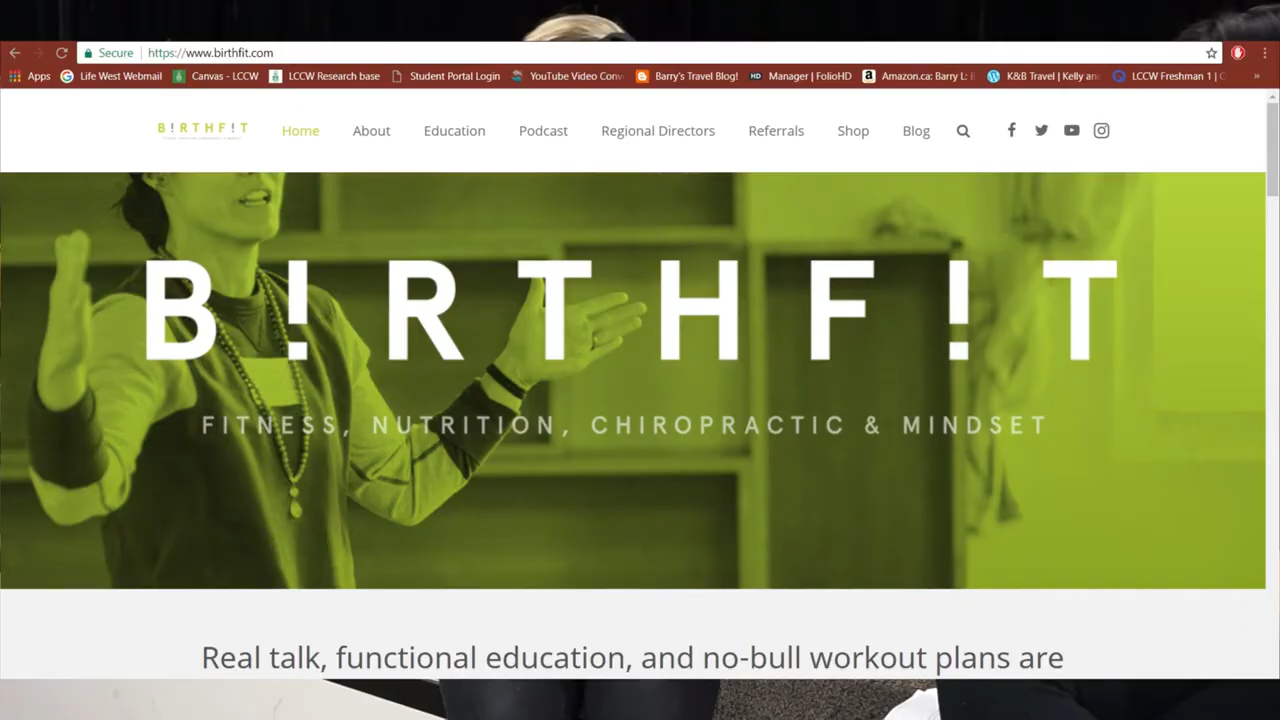 Secure https://www.birthfit.com
Apps Life West Webmail Canvas - LCCW LCCW Research base Student Portal Login YouTube Video Conv Barry's Travel Blog! HD Manager | FolioHD a Amazon.ca: Barry L: K&B Travel | Kelly an LCCW Freshman 1 | »
B!RTHF!T Home About Education Podcast Regional Directors Referrals Shop Blog
B!RTHF!T
FITNESS, NUTRITION, CHIROPRACTIC & MINDSET
Real talk, functional education, and no-bull workout plans are